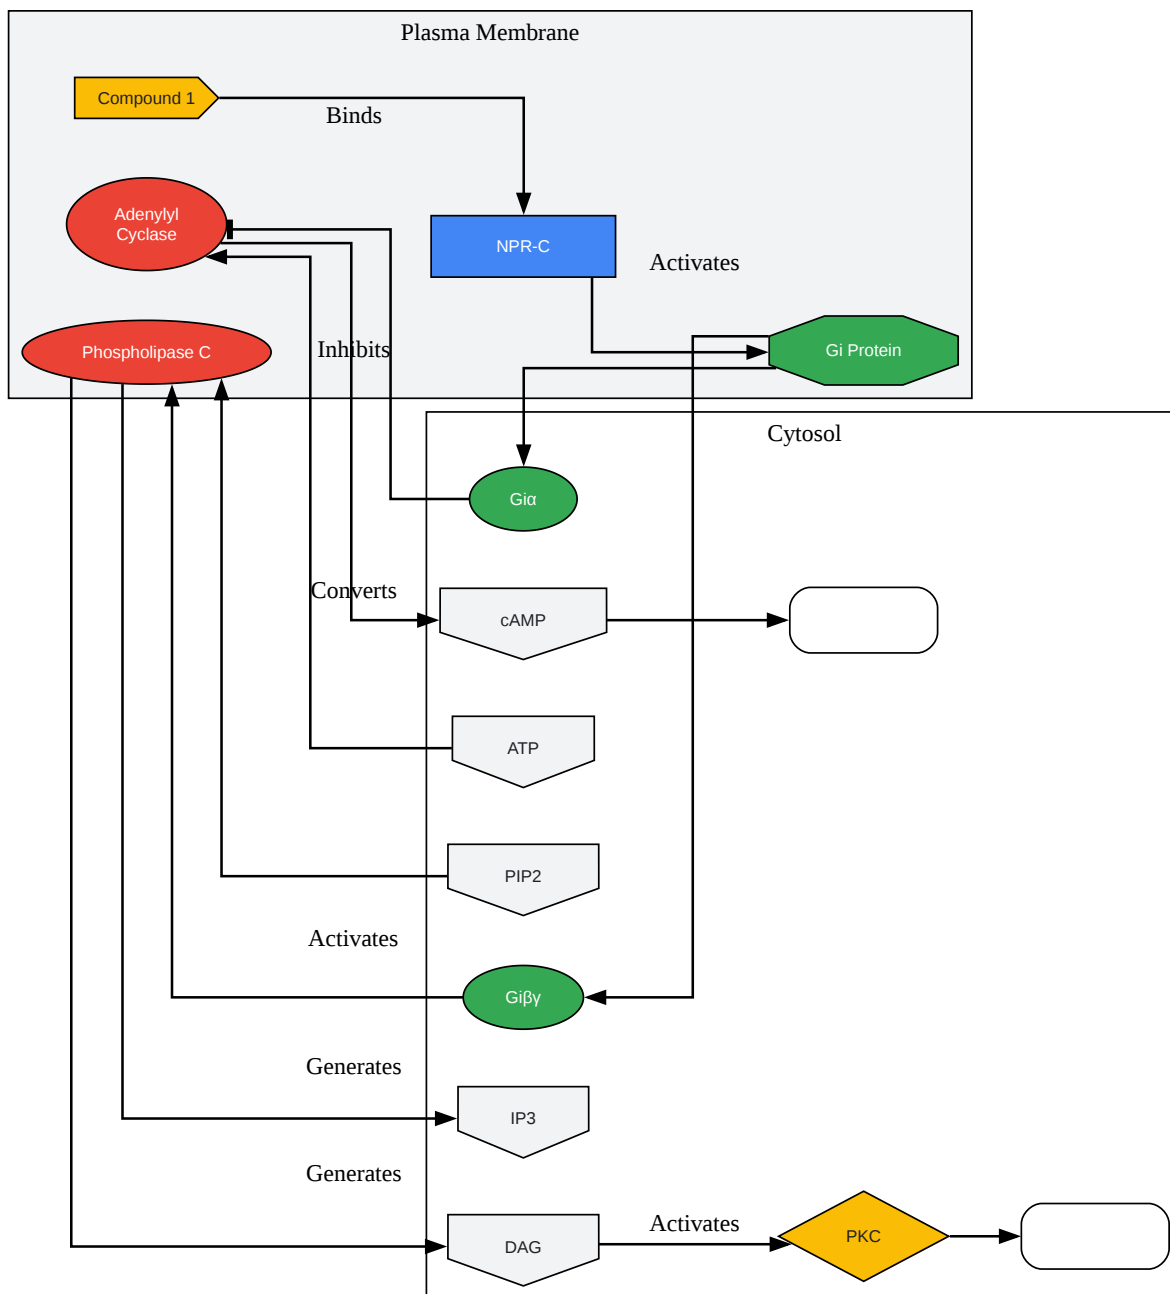 Plasma Membrane
Compound 1
Binds
Adenylyl
Cyclase
NPR-C
Activates
Phospholipase C
Inhibits
Gi Protein
Cytosol
Giα
Converts
cAMP
ATP
PIP2
Activates
Giβγ
Generates
IP3
Generates
DAG
Activates
PKC